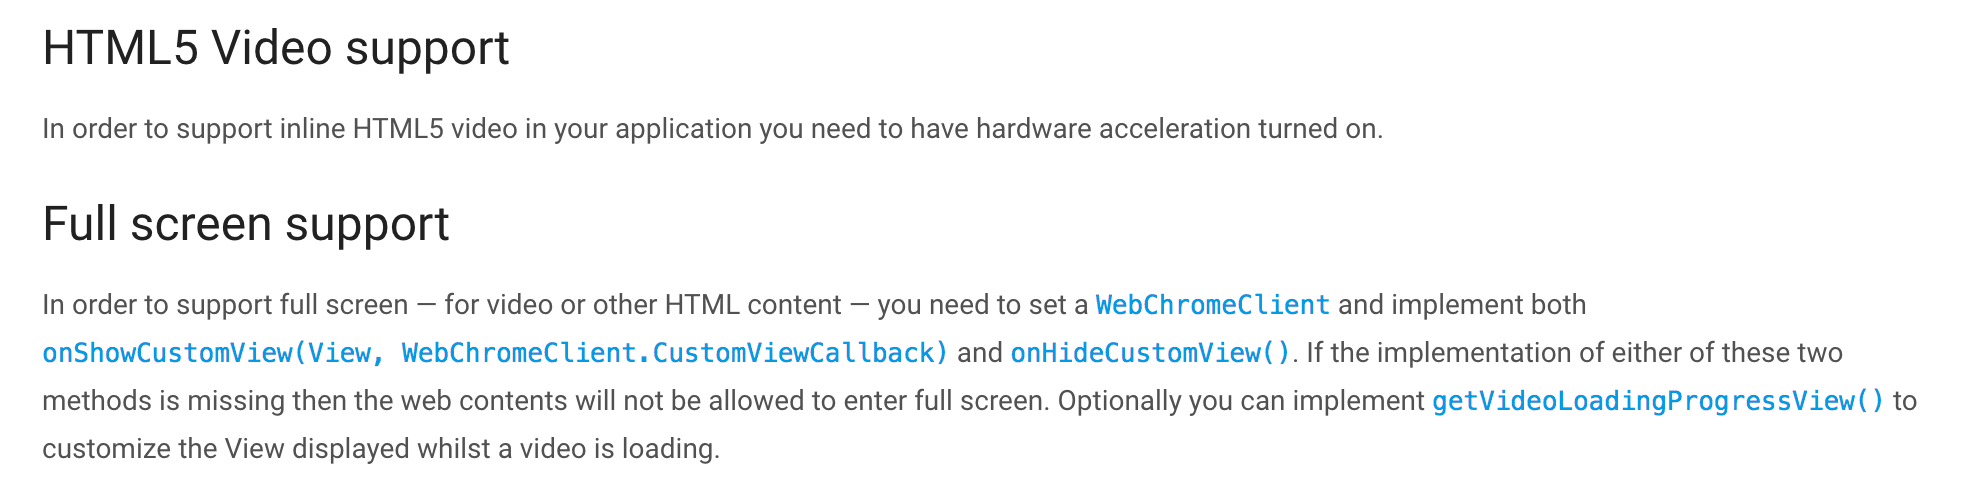 HTML5 Video support
In order to support inline HTML5 video in your application you need to have hardware acceleration turned on.
Full screen support
In order to support full screen — for video or other HTML content — you need to set a WebChromeClient and implement both
onShowCustomView(View, WebChromeClient.CustomViewCallback) and onHideCustomView(). If the implementation of either of these two
methods is missing then the web contents will not be allowed to enter full screen. Optionally you can implement getVideoLoadingProgressView() to
customize the View displayed whilst a video is loading.